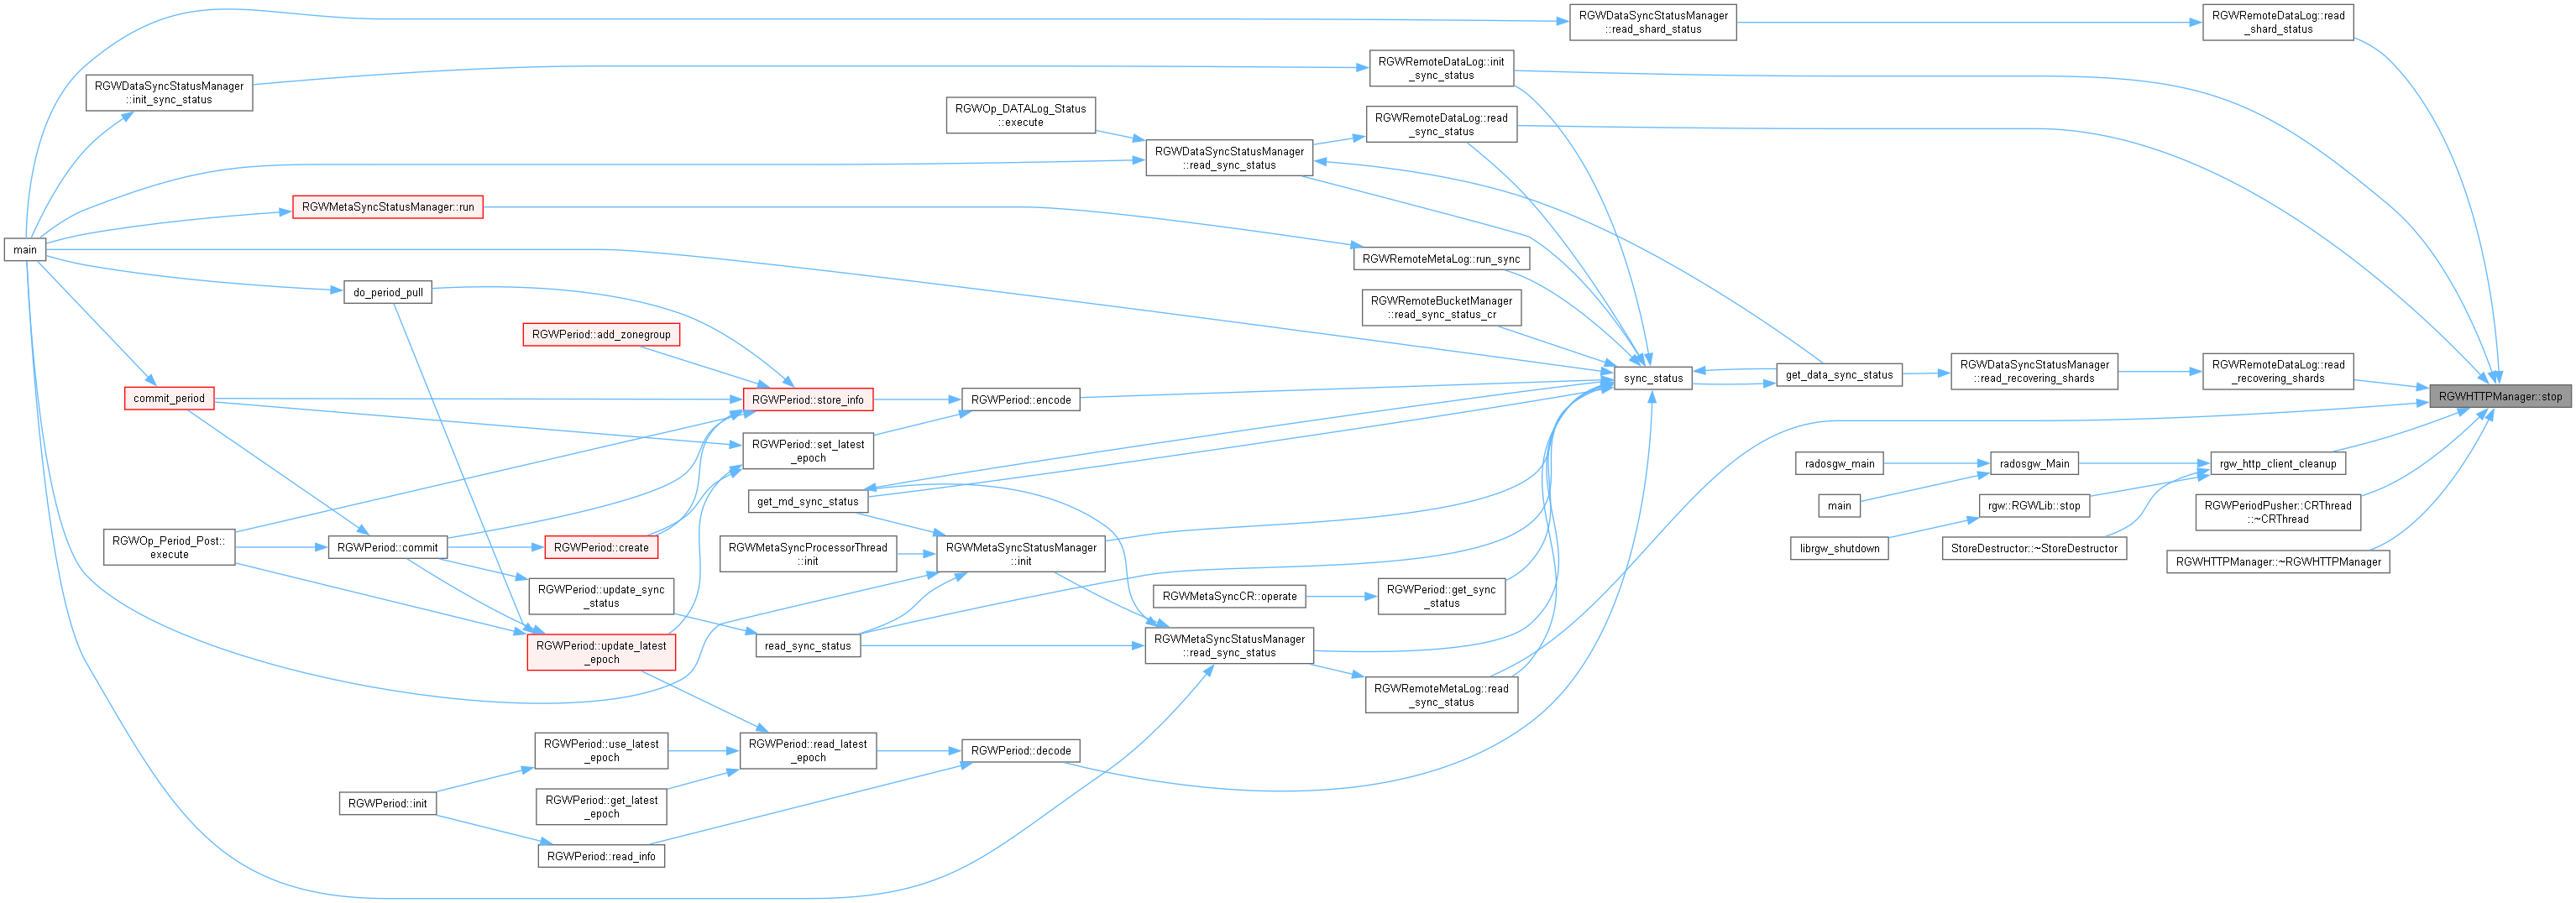 RGWDataSyncStatusManager
::read_shard_status
RGWRemoteDataLog::read
_shard_status
RGWDataSyncStatusManager
::init_sync_status
RGWRemoteDataLog::init
_sync_status
RGWOp_DATALog_Status
::execute
RGWRemoteDataLog::read
_sync_status
RGWDataSyncStatusManager
::read_sync_status
RGWMetaSyncStatusManager::run
main
RGWRemoteMetaLog::run_sync
do_period_pull
RGWRemoteBucketManager
::read_sync_status_cr
RGWPeriod::add_zonegroup
sync_status
get_data_sync_status
RGWDataSyncStatusManager
::read_recovering_shards
RGWRemoteDataLog::read
_recovering_shards
RGWHTTPManager::stop
commit_period
RGWPeriod::store_info
RGWPeriod::encode
RGWPeriod::set_latest
_epoch
radosgw_main
radosgw_Main
rgw_http_client_cleanup
get_md_sync_status
main
rgw::RGWLib::stop
RGWPeriodPusher::CRThread
::~CRThread
RGWOp_Period_Post::
execute
RGWPeriod::commit
RGWPeriod::create
RGWMetaSyncProcessorThread
::init
RGWMetaSyncStatusManager
::init
librgw_shutdown
StoreDestructor::~StoreDestructor
RGWHTTPManager::~RGWHTTPManager
RGWPeriod::update_sync
_status
RGWMetaSyncCR::operate
RGWPeriod::get_sync
_status
RGWPeriod::update_latest
_epoch
read_sync_status
RGWMetaSyncStatusManager
::read_sync_status
RGWRemoteMetaLog::read
_sync_status
RGWPeriod::use_latest
_epoch
RGWPeriod::read_latest
_epoch
RGWPeriod::decode
RGWPeriod::init
RGWPeriod::get_latest
_epoch
RGWPeriod::read_info